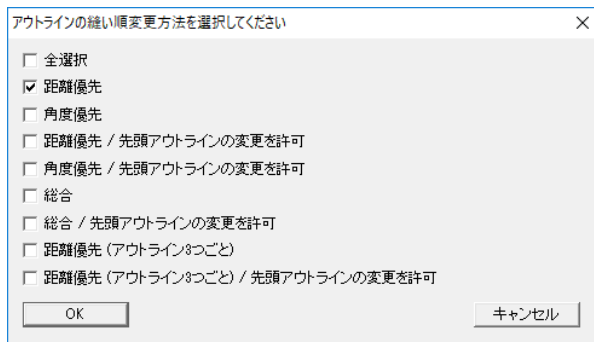 アウトラインの縫い順変更方法を選択してください
全選択
距離優先
角度優先
距離優先 / 先頭アウトラインの変更を許可
角度優先 / 先頭アウトラインの変更を許可
総合
総合 / 先頭アウトラインの変更を許可
距離優先 (アウトライン3つごと)
距離優先 (アウトライン3つごと) / 先頭アウトラインの変更を許可
OK キャンセル